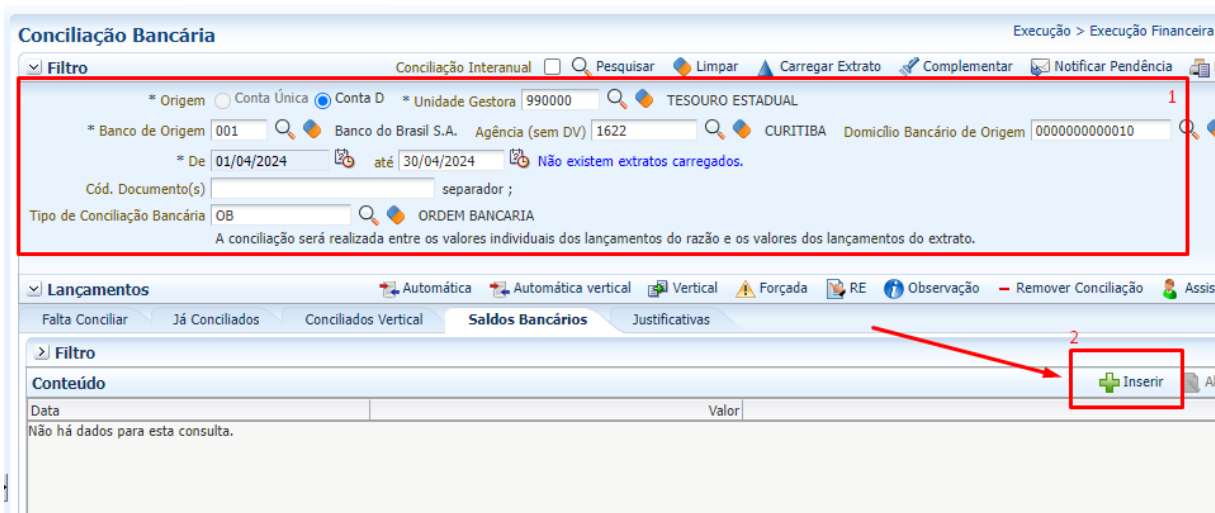 Conciliação Bancária Execução > Execução Financeira
Filtro Conciliação Interanual Pesquisar Limpar Carregar Extrato Complementar Notificar Pendência
* Origem Conta Única Conta D * Unidade Gestora 990000 TESOURO ESTADUAL 1
* Banco de Origem 001 Banco do Brasil S.A. Agência (sem DV) 1622 CURITIBA Domicílio Bancário de Origem 0000000000010
* De 01/04/2024 até 30/04/2024 Não existem extratos carregados.
Cód. Documento(s) separador ;
Tipo de Conciliação Bancária OB ORDEM BANCARIA
A conciliação será realizada entre os valores individuais dos lançamentos do razão e os valores dos lançamentos do extrato.
Lançamentos Automática Automática vertical Vertical Forçada RE Observação Remover Conciliação Assis
Falta Conciliar Já Conciliados Conciliados Vertical Saldos Bancários Justificativas
2
Filtro
Conteúdo Inserir Al
Data Valor
Não há dados para esta consulta.